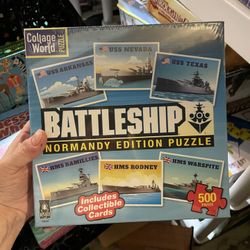 Collage
World
PUZZLE
USS NEVADA
USS ARKANSAS
USS TEXAS
BATTLESHIP
NORMANDY EDITION PUZZLE
HMS RAMILLIES
HMS RODNEY
HMS WARSPITE
Includes
Collectible
Cards
500
PIECES